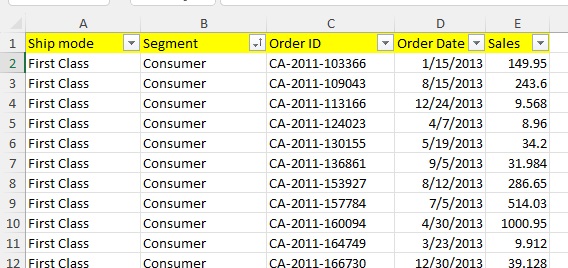 A B C D E
1 Ship mode Segment Order ID Order Date Sales
2 First Class Consumer CA-2011-103366 1/15/2013 149.95
3 First Class Consumer CA-2011-109043 8/15/2013 243.6
4 First Class Consumer CA-2011-113166 12/24/2013 9.568
5 First Class Consumer CA-2011-124023 4/7/2013 8.96
6 First Class Consumer CA-2011-130155 5/19/2013 34.2
7 First Class Consumer CA-2011-136861 9/5/2013 31.984
8 First Class Consumer CA-2011-153927 8/12/2013 286.65
9 First Class Consumer CA-2011-157784 7/5/2013 514.03
10 First Class Consumer CA-2011-160094 4/30/2013 1000.95
11 First Class Consumer CA-2011-164749 3/23/2013 9.912
12 First Class Consumer CA-2011-166730 12/30/2013 39.128